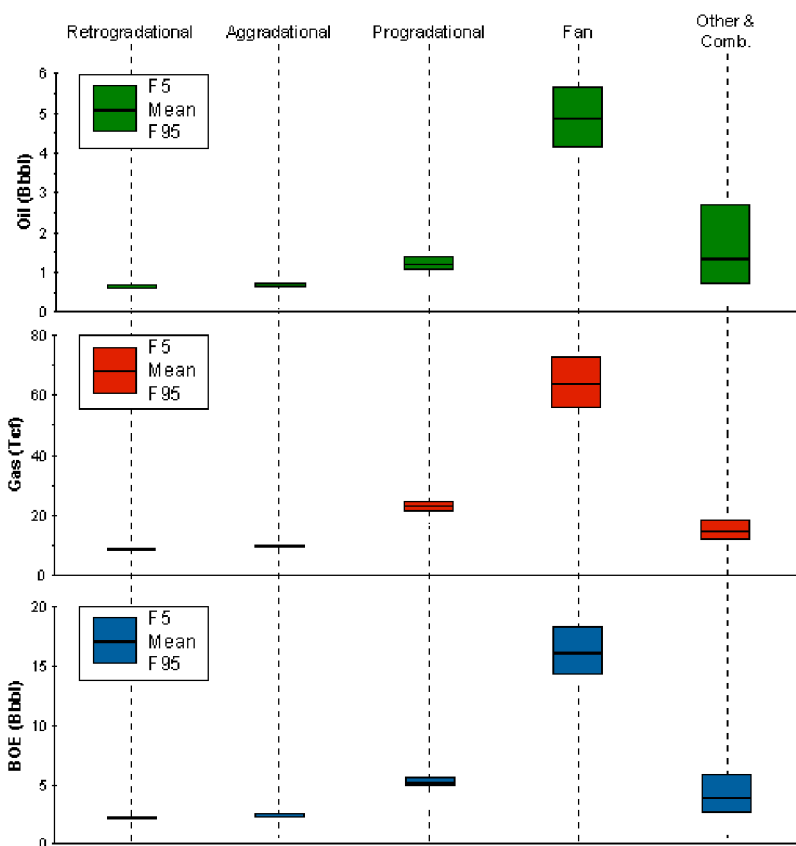 Retrogradational
Aggradational
Progradational
Fan
Other &
Comb.
Oil (Bbbl)
6
5
4
3
2
1
0
F5
Mean
F95
Gas (Tcf)
80
60
40
20
0
F5
Mean
F95
BOE (Bbbl)
20
15
10
5
0
F5
Mean
F95